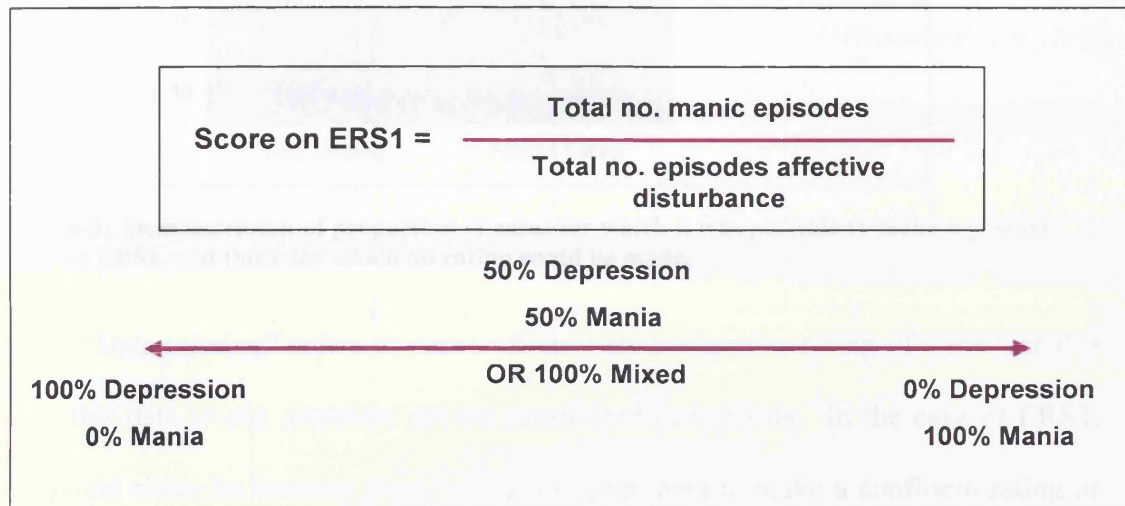 Total no. manic episodes
Score on ERS1 =
Total no. episodes affective
disturbance
50% Depression
50% Mania
OR 100% Mixed
100% Depression
0% Mania
0% Depression
100% Mania